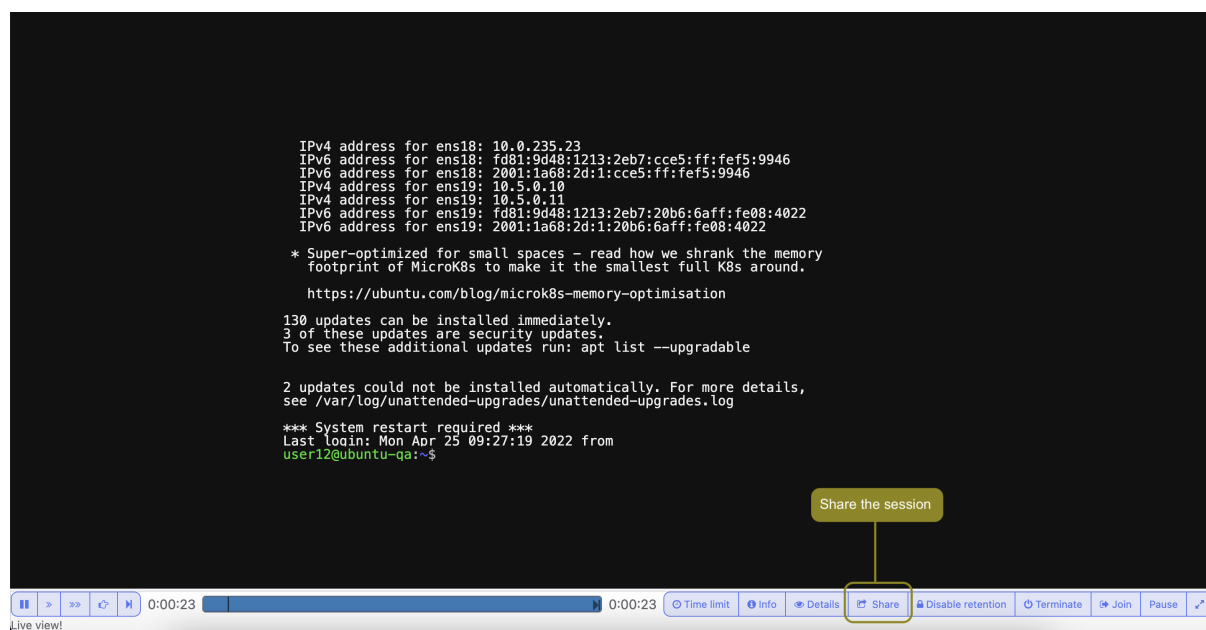 IPv4 address for ens18: 10.0.235.23
IPv6 address for ens18: fd81:9d48:1213:2eb7:cce5:ff:fef5:9946
IPv6 address for ens18: 2001:1a68:2d:1:cce5:ff:fef5:9946
IPv4 address for ens19: 10.5.0.10
IPv4 address for ens19: 10.5.0.11
IPv6 address for ens19: fd81:9d48:1213:2eb7:20b6:6aff:fe08:4022
IPv6 address for ens19: 2001:1a68:2d:1:20b6:6aff:fe08:4022
* Super-optimized for small spaces - read how we shrank the memory
footprint of MicroK8s to make it the smallest full K8s around.
https://ubuntu.com/blog/microk8s-memory-optimisation
130 updates can be installed immediately.
3 of these updates are security updates.
To see these additional updates run: apt list --upgradable
2 updates could not be installed automatically. For more details,
see /var/log/unattended-upgrades/unattended-upgrades.log
*** System restart required ***
Last login: Mon Apr 25 09:27:19 2022 from
user12@ubuntu-qa:~$
Share the session
0:00:23 0:00:23 Time limit Info Details Share Disable retention Terminate Join Pause
Live view!